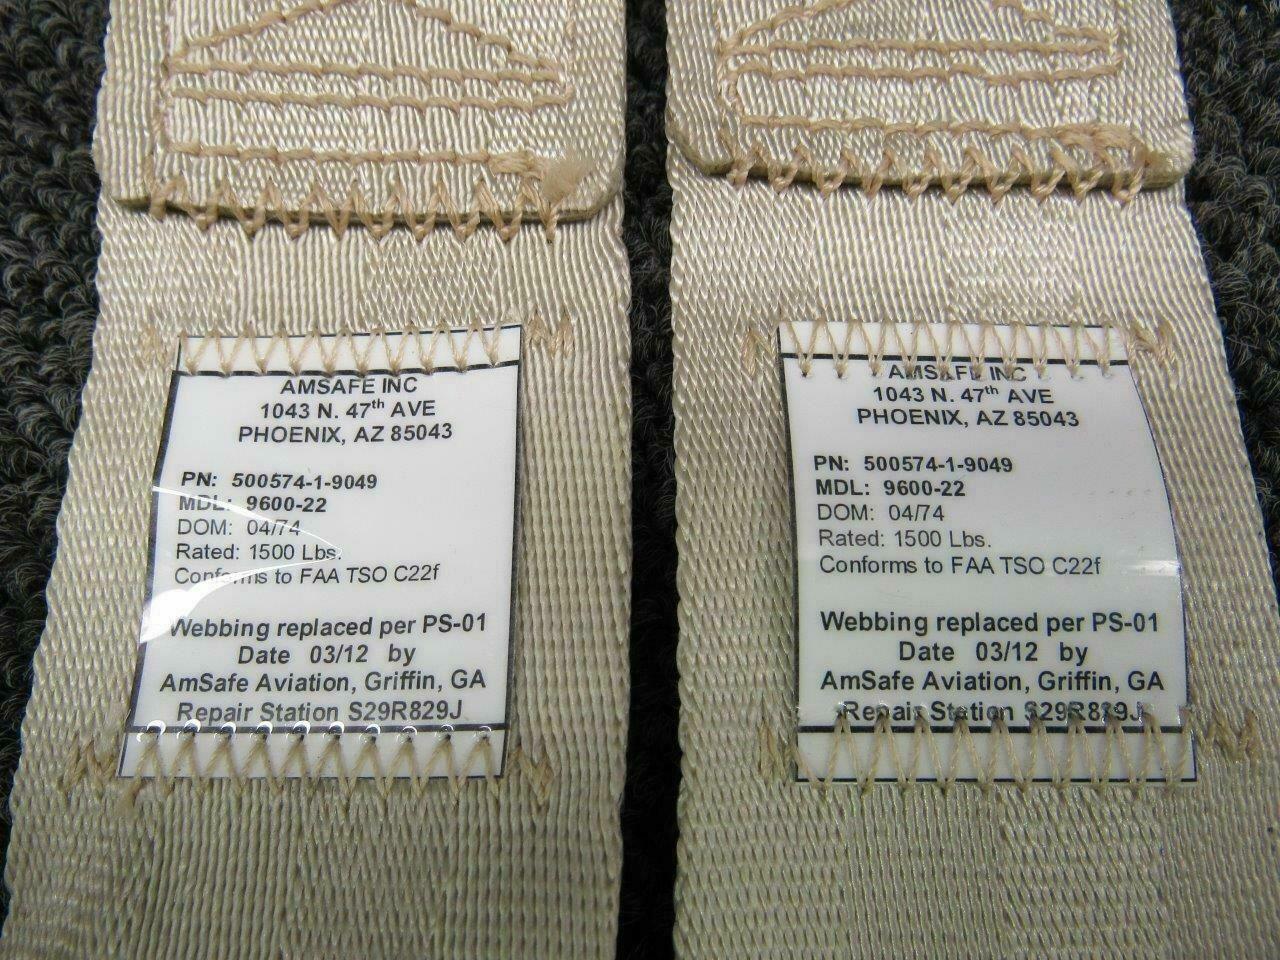 AMSAFE INC
1043 N. 47th AVE
PHOENIX, AZ 85043
PN: 500574-1-9049
MDL: 9600-22
DOM: 04/74
Rated: 1500 Lbs.
Conforms to FAA TSO C22f
Webbing replaced per PS-01
Date 03/12 by
AmSafe Aviation, Griffin, GA
Repair Station S29R829J
AMSAFE INC
1043 N. 47th AVE
PHOENIX, AZ 85043
PN: 500574-1-9049
MDL: 9600-22
DOM: 04/74
Rated: 1500 Lbs.
Conforms to FAA TSO C22f
Webbing replaced per PS-01
Date 03/12 by
AmSafe Aviation, Griffin, GA
Repair Station S29R829J